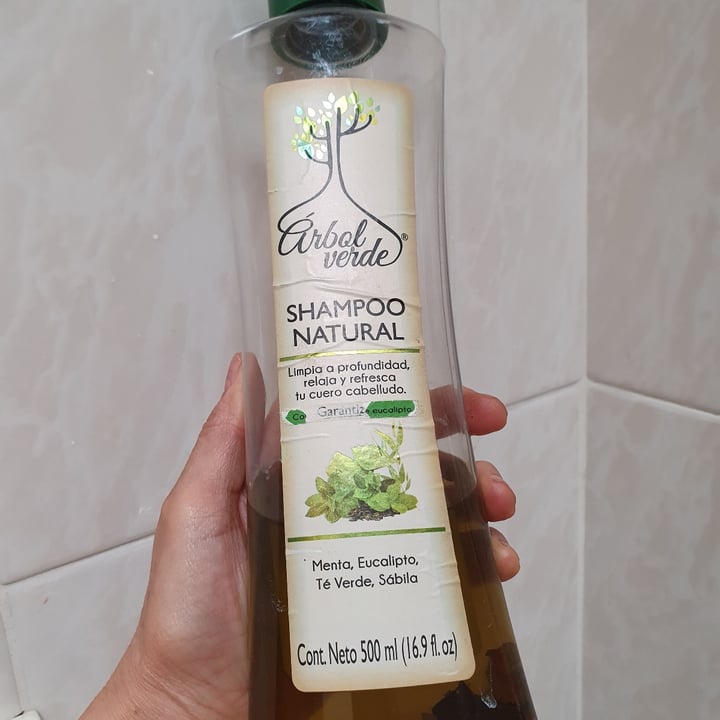 Árbol
verde®
SHAMPOO
NATURAL
Limpia a profundidad,
relaja y refresca
tu cuero cabelludo.
Garantiz eucalipto
Menta, Eucalipto,
Té Verde, Sábila
Cont. Neto 500 ml (16.9 fl. oz)